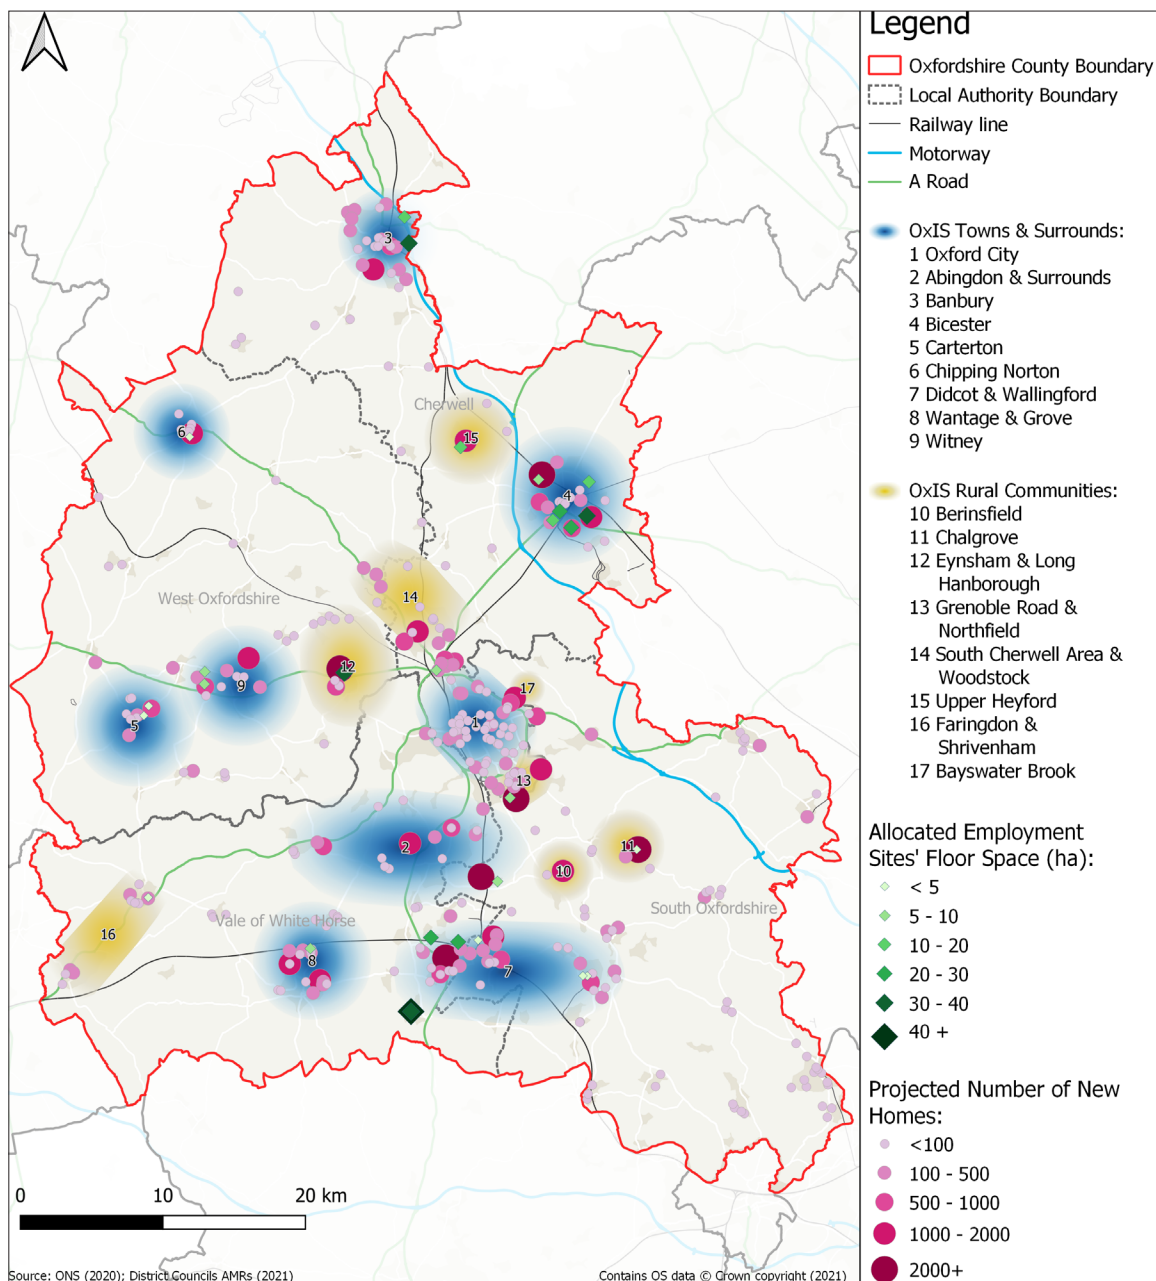 Legend
Oxfordshire County Boundary
Local Authority Boundary
Railway line
Motorway
A Road
OxIS Towns & Surrounds:
1 Oxford City
2 Abingdon & Surrounds
3 Banbury
4 Bicester
5 Carterton
6 Chipping Norton
7 Didcot & Wallingford
8 Wantage & Grove
9 Witney
OxIS Rural Communities:
10 Berinsfield
11 Chalgrove
12 Eynsham & Long
Hanborough
13 Grenoble Road &
Northfield
14 South Cherwell Area &
Woodstock
15 Upper Heyford
16 Faringdon &
Shrivenham
17 Bayswater Brook
Allocated Employment
Sites' Floor Space (ha):
< 5
5 - 10
10 - 20
20 - 30
30 - 40
40 +
Projected Number of New
Homes:
<100
100 - 500
500 - 1000
1000 - 2000
2000+
3
Cherwell
6
15
4
West Oxfordshire
14
12
9
17
5
1
13
2
11
10
South Oxfordshire
Vale of White Horse
16
8
7
0 10 20 km
Source: ONS (2020); District Councils AMRs (2021)
Contains OS data © Crown copyright (2021)